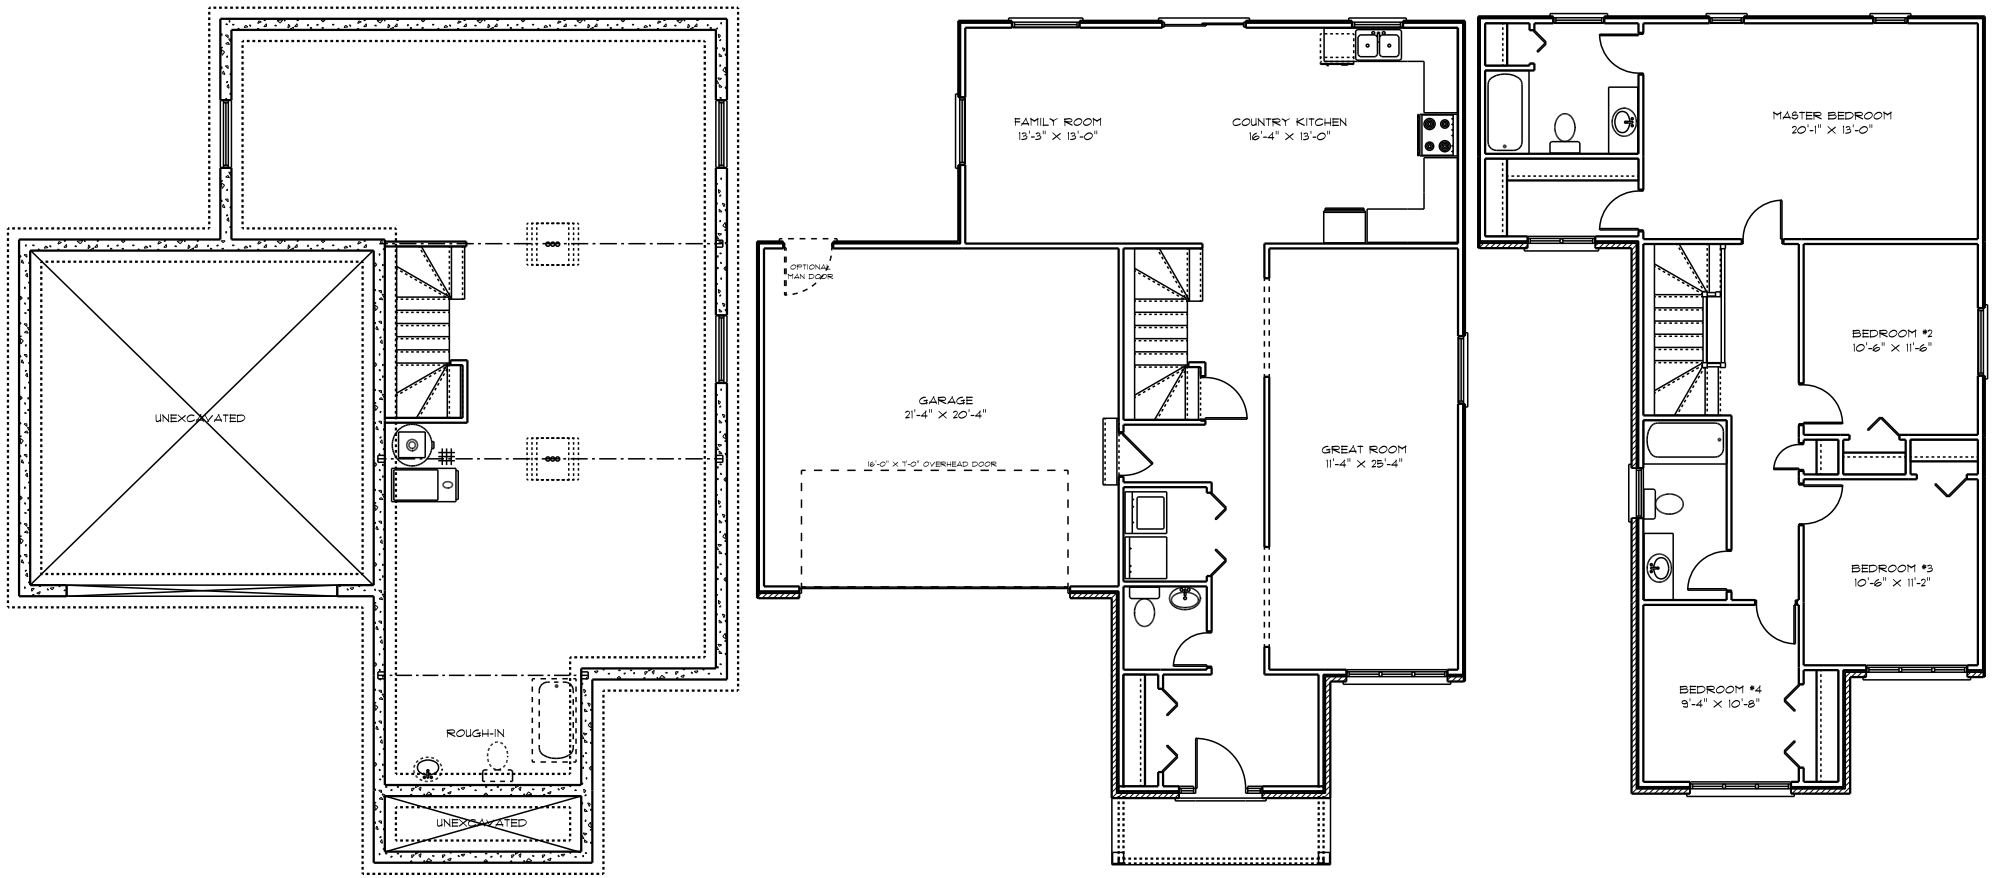 UNEXCAVATED
ROUGH-IN
UNEXCAVATED
FAMILY ROOM
13'-3" X 13'-0"
COUNTRY KITCHEN
16'-4" X 13'-0"
OPTIONAL
MAN DOOR
GARAGE
21'-4" X 20'-4"
16'-0" X 7'-0" OVERHEAD DOOR
GREAT ROOM
11'-4" X 25'-4"
MASTER BEDROOM
20'-1" X 13'-0"
BEDROOM #2
10'-6" X 11'-6"
BEDROOM #3
10'-6" X 11'-2"
BEDROOM #4
9'-4" X 10'-8"